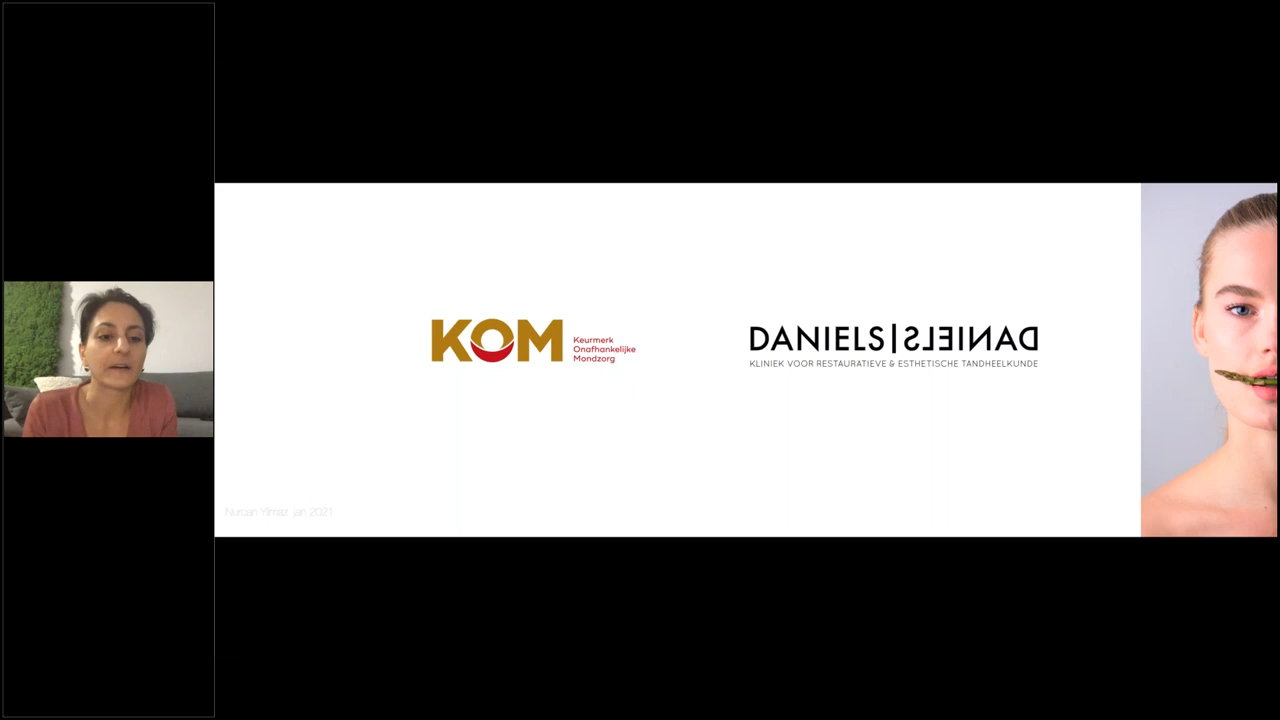 KOM
Keurmerk
Onafhankelijke
Mondzorg
DANIELS|DANIELS
KLINIEK VOOR RESTAURATIEVE & ESTHETISCHE TANDHEELKUNDE
Nurcan Yilmaz jan 2021